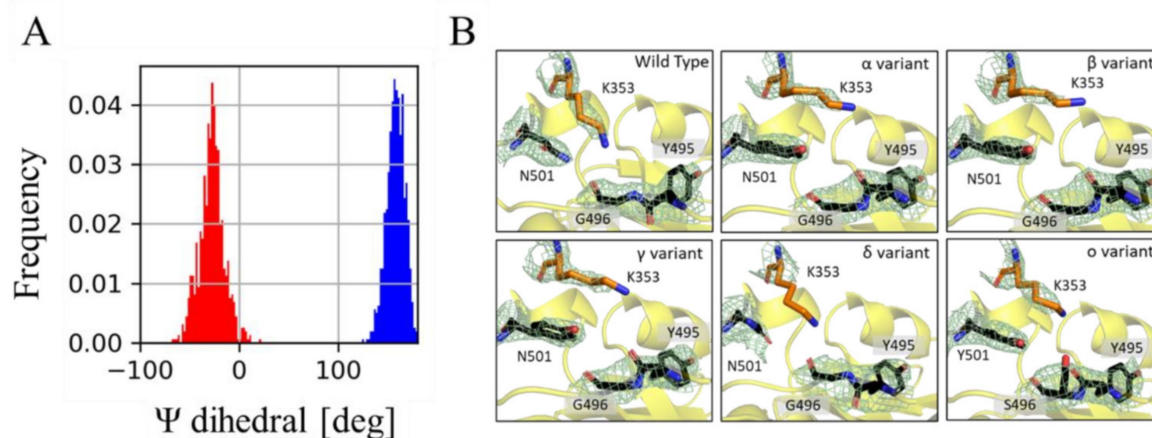 A
Frequency
0.04
0.03
0.02
0.01
0.00
−100
0
100
Ψ dihedral [deg]
B
Wild Type
K353
N501
Y495
G496
α variant
K353
N501
Y495
G496
β variant
K353
N501
Y495
G496
γ variant
K353
N501
Y495
G496
δ variant
K353
N501
Y495
G496
o variant
K353
Y501
Y495
S496